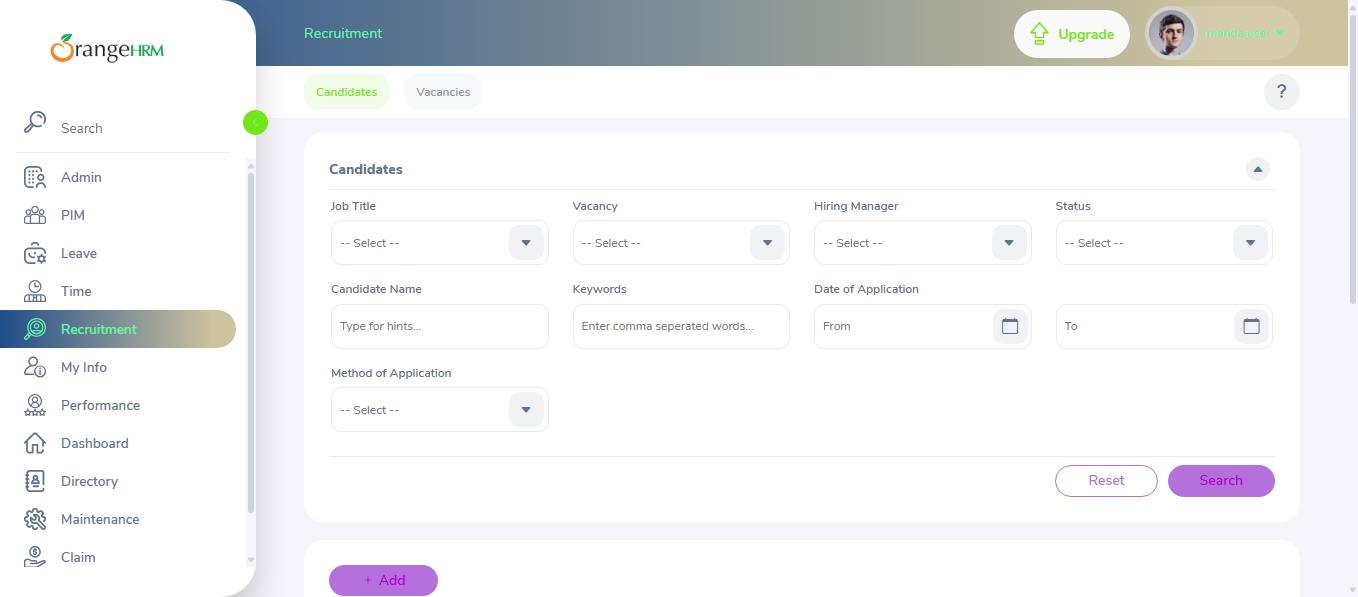 OrangeHRM
Recruitment
Upgrade
manda user
Candidates
Vacancies
?
Search
Admin
PIM
Leave
Time
Recruitment
My Info
Performance
Dashboard
Directory
Maintenance
Claim
Candidates
Job Title
Vacancy
Hiring Manager
Status
-- Select --
-- Select --
-- Select --
-- Select --
Candidate Name
Keywords
Date of Application
Type for hints...
Enter comma seperated words...
From
To
Method of Application
-- Select --
Reset
Search
+ Add